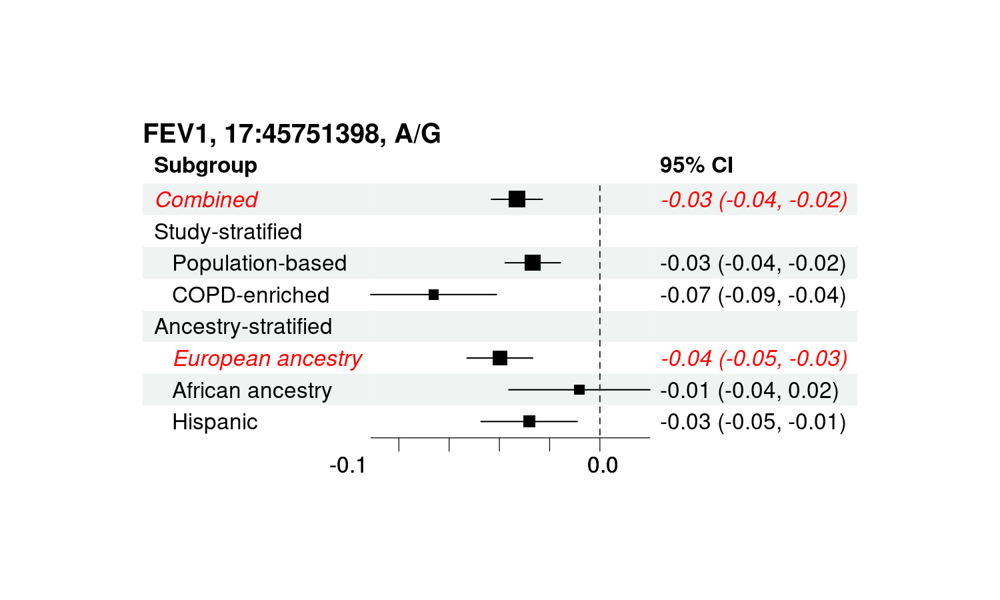 FEV1, 17:45751398, A/G
Subgroup 95% CI
Combined -0.03 (-0.04, -0.02)
Study-stratified
Population-based -0.03 (-0.04, -0.02)
COPD-enriched -0.07 (-0.09, -0.04)
Ancestry-stratified
European ancestry -0.04 (-0.05, -0.03)
African ancestry -0.01 (-0.04, 0.02)
Hispanic -0.03 (-0.05, -0.01)
-0.1 0.0